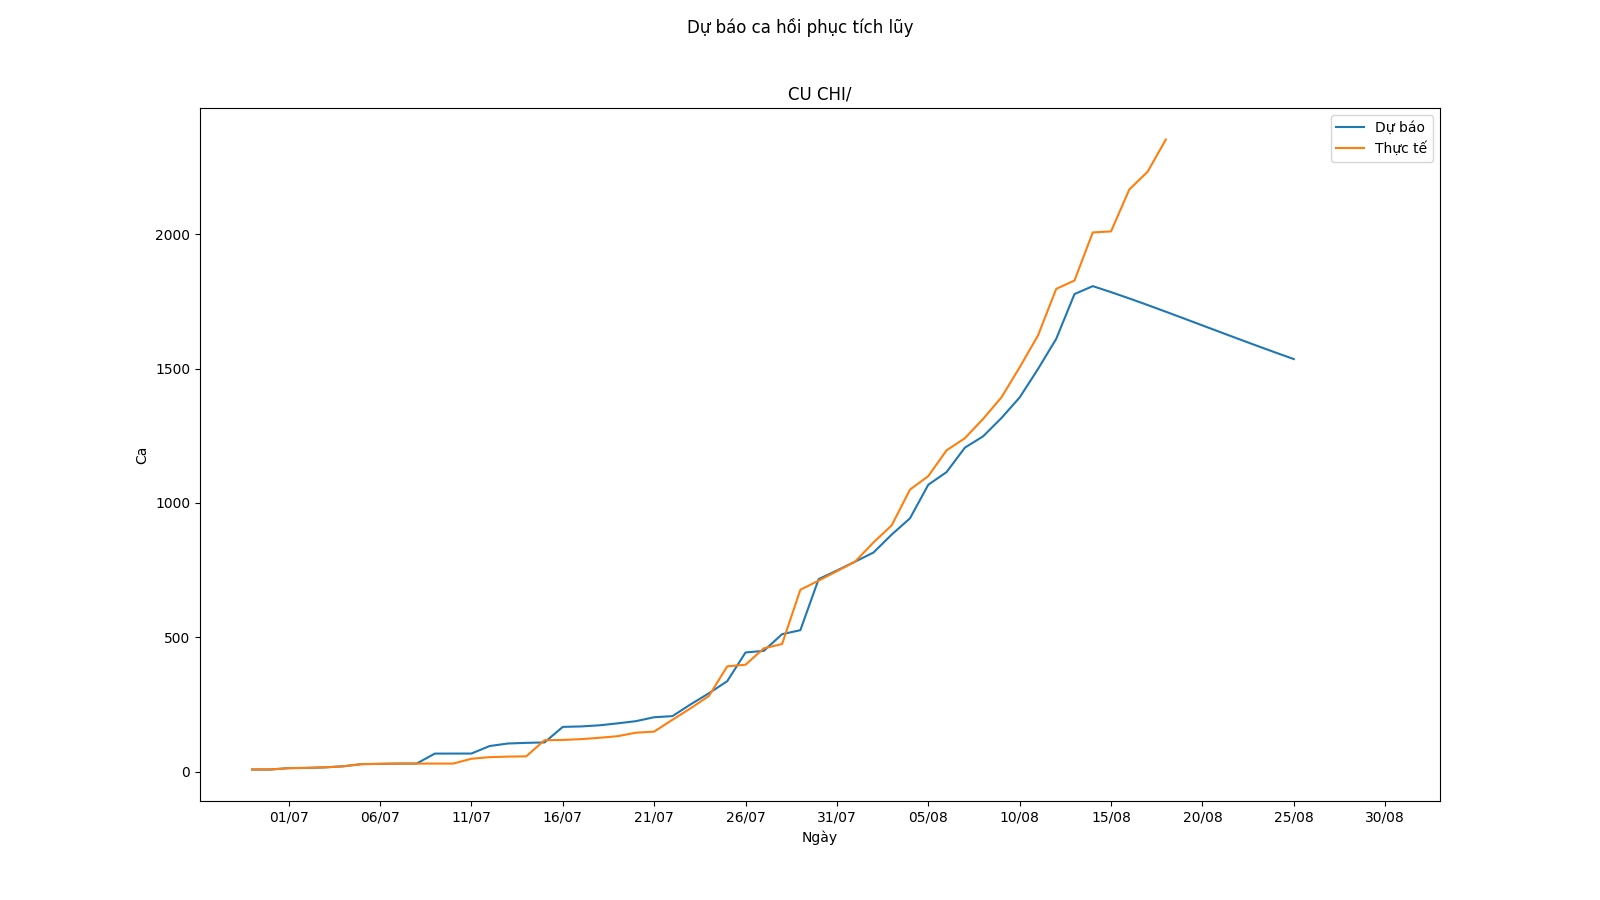 Dự báo ca hồi phục tích lũy
CU CHI/
Dự báo
Thực tế
2000
1500
1000
500
0
Ca
01/07 06/07 11/07 16/07 21/07 26/07 31/07 05/08 10/08 15/08 20/08 25/08 30/08
Ngày